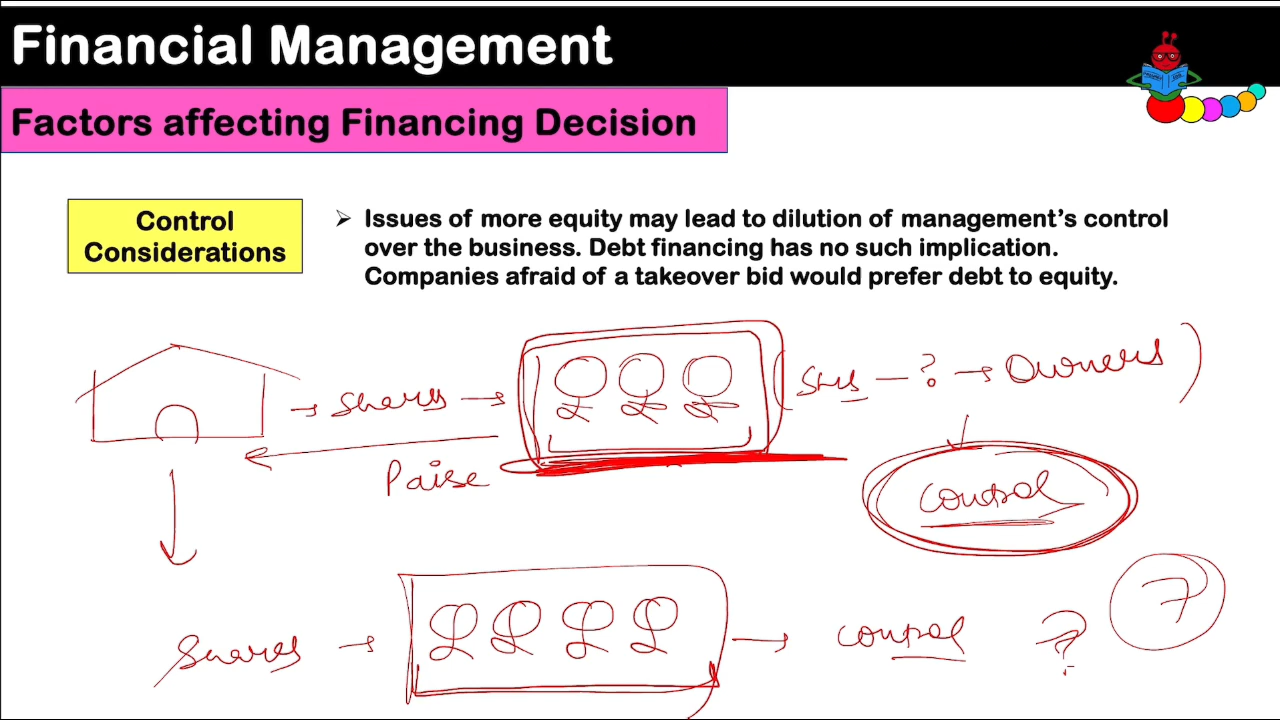 Financial Management
Factors affecting Financing Decision
Control
Considerations
➢ Issues of more equity may lead to dilution of management's control
over the business. Debt financing has no such implication.
Companies afraid of a takeover bid would prefer debt to equity.
→ Shares → (SHs – ? → Owners)
Paise
control
Shares → → control ?
7